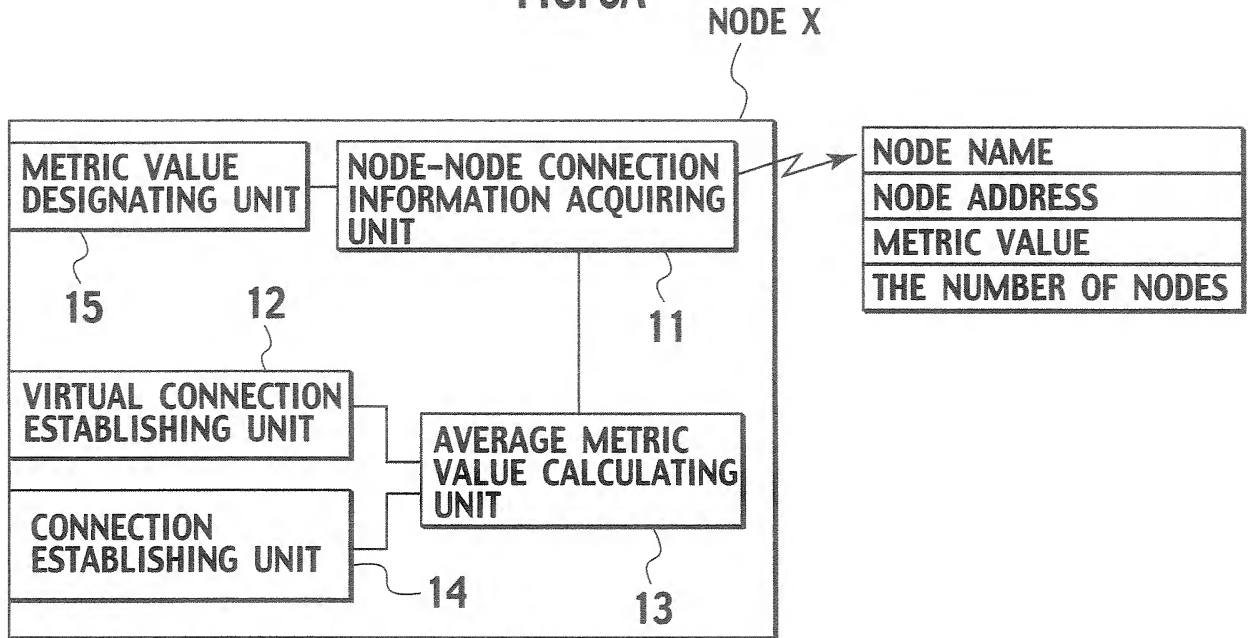 NODE X
METRIC VALUE
DESIGNATING UNIT
NODE-NODE CONNECTION
INFORMATION ACQUIRING
UNIT
NODE NAME
NODE ADDRESS
METRIC VALUE
THE NUMBER OF NODES
15
12
11
VIRTUAL CONNECTION
ESTABLISHING UNIT
AVERAGE METRIC
VALUE CALCULATING
UNIT
CONNECTION
ESTABLISHING UNIT
14
13